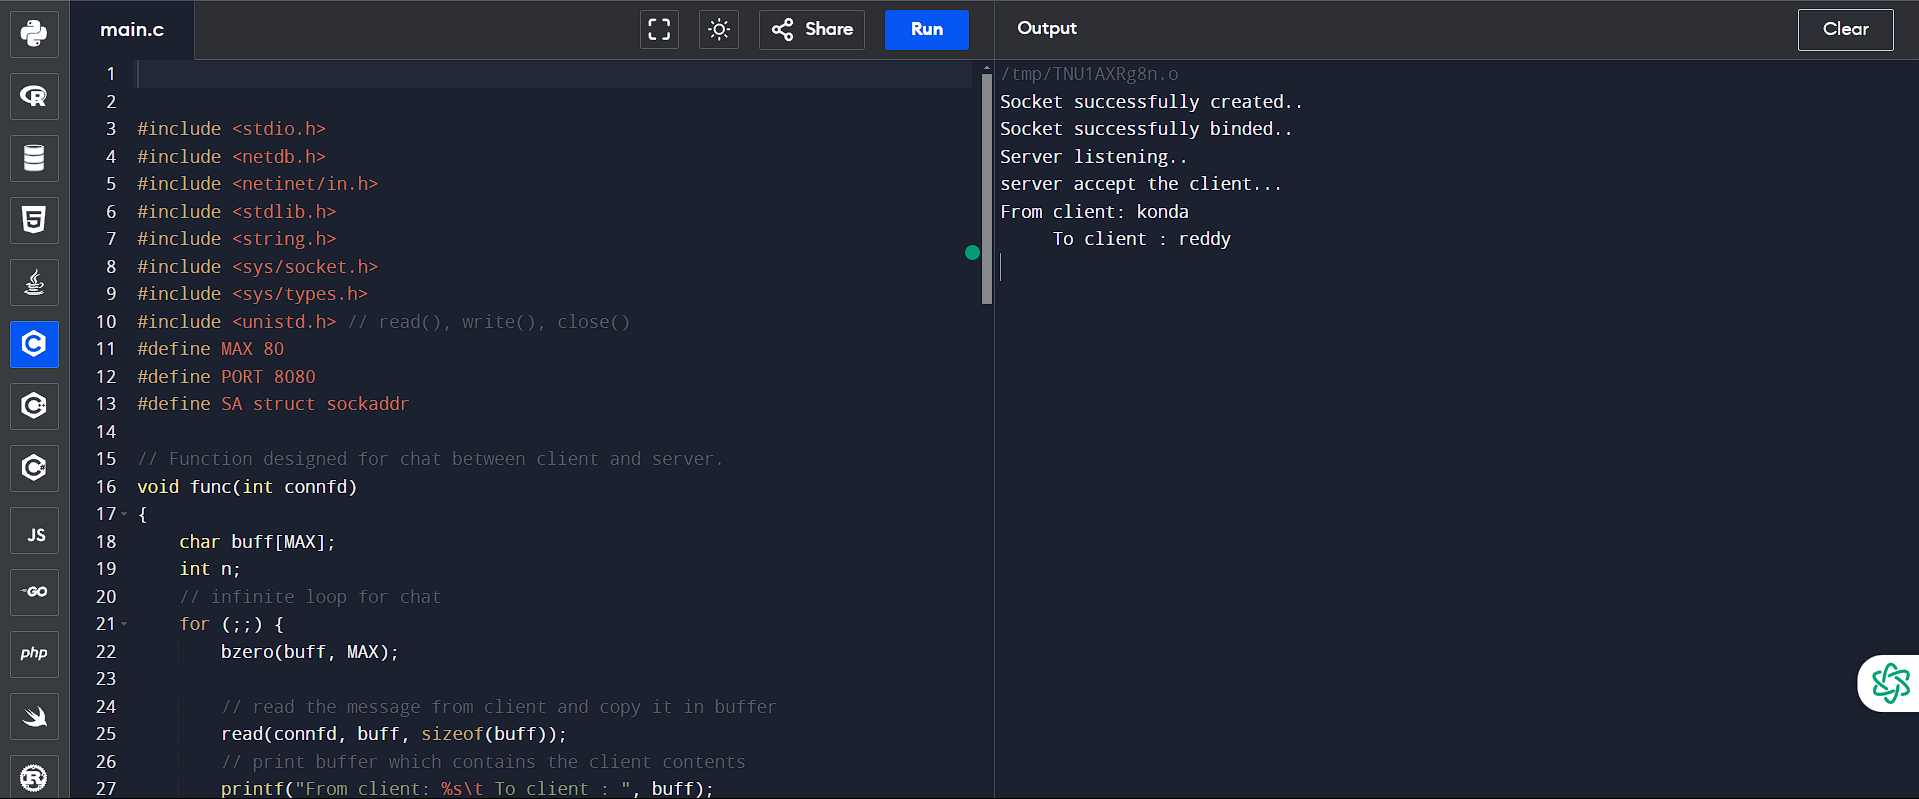 main.c
Share
Run
Output
Clear
1
2
3 #include <stdio.h>
4 #include <netdb.h>
5 #include <netinet/in.h>
6 #include <stdlib.h>
7 #include <string.h>
8 #include <sys/socket.h>
9 #include <sys/types.h>
10 #include <unistd.h> // read(), write(), close()
11 #define MAX 80
12 #define PORT 8080
13 #define SA struct sockaddr
14
15 // Function designed for chat between client and server.
16 void func(int connfd)
17 {
18 char buff[MAX];
19 int n;
20 // infinite loop for chat
21 for (;;) {
22 bzero(buff, MAX);
23
24 // read the message from client and copy it in buffer
25 read(connfd, buff, sizeof(buff));
26 // print buffer which contains the client contents
27 printf("From client: %s\t To client : ", buff);
/tmp/TNU1AXRg8n.o
Socket successfully created..
Socket successfully binded..
Server listening..
server accept the client...
From client: konda
To client : reddy
R
5
C
C
C
JS
GO
php
R